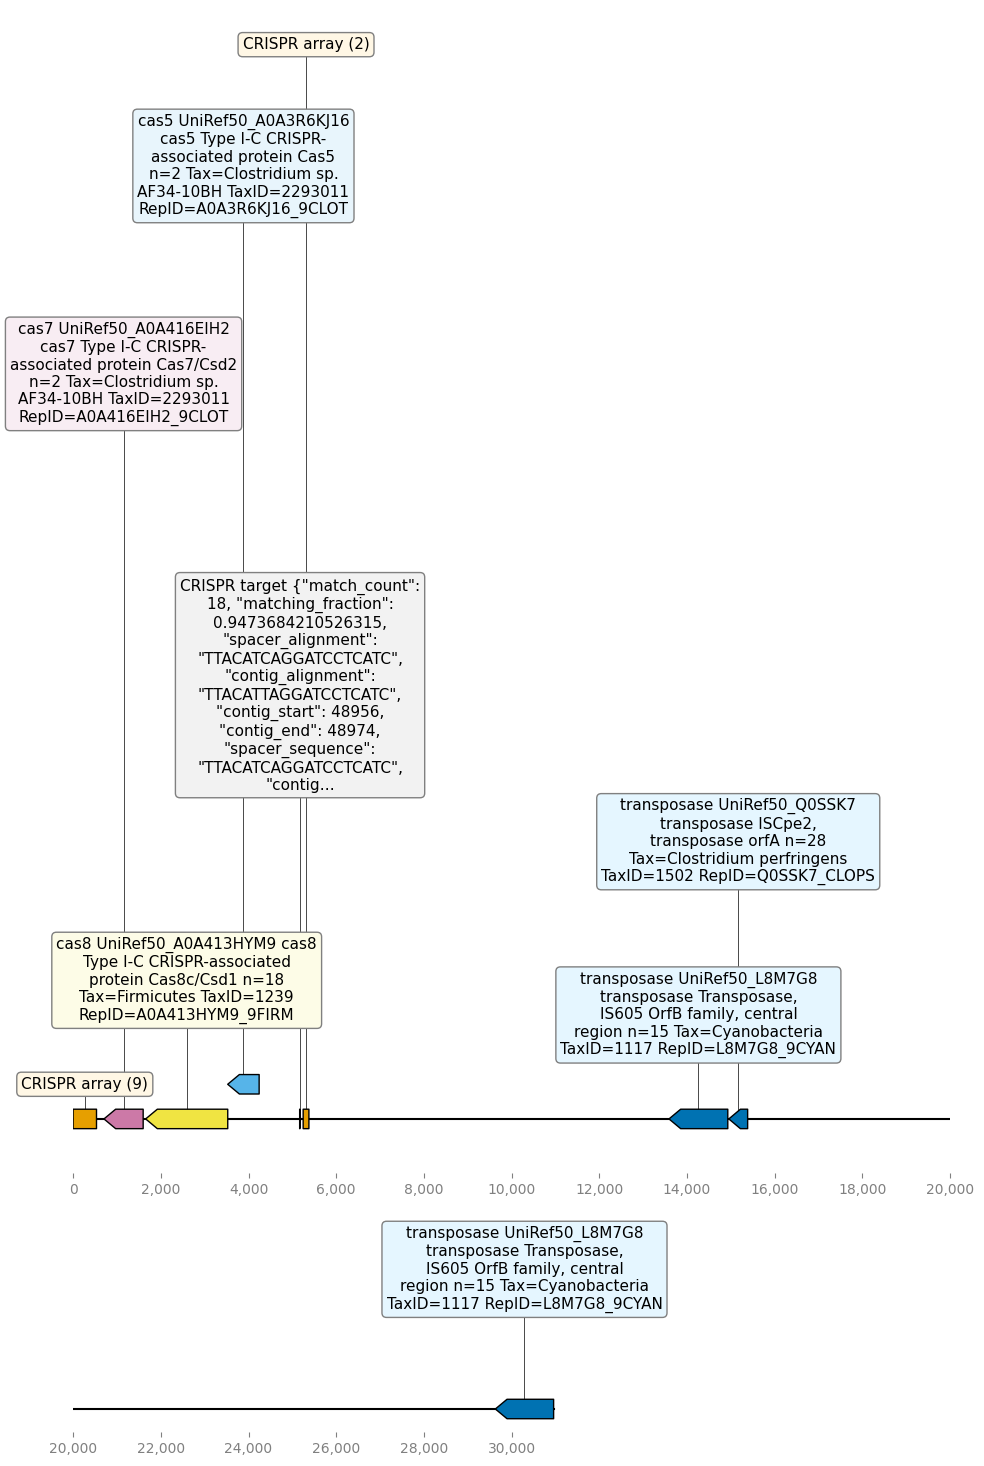 CRISPR array (2)
cas5 UniRef50_A0A3R6KJ16
cas5 Type I-C CRISPR-
associated protein Cas5
n=2 Tax=Clostridium sp.
AF34-10BH TaxID=2293011
RepID=A0A3R6KJ16_9CLOT
cas7 UniRef50_A0A416EIH2
cas7 Type I-C CRISPR-
associated protein Cas7/Csd2
n=2 Tax=Clostridium sp.
AF34-10BH TaxID=2293011
RepID=A0A416EIH2_9CLOT
CRISPR target {"match_count":
18, "matching_fraction":
0.9473684210526315,
"spacer_alignment":
"TTACATCAGGATCCTCATC",
"contig_alignment":
"TTACATTAGGATCCTCATC",
"contig_start": 48956,
"contig_end": 48974,
"spacer_sequence":
"TTACATCAGGATCCTCATC",
"contig...
transposase UniRef50_Q0SSK7
transposase ISCpe2,
transposase orfA n=28
Tax=Clostridium perfringens
TaxID=1502 RepID=Q0SSK7_CLOPS
cas8 UniRef50_A0A413HYM9 cas8
Type I-C CRISPR-associated
protein Cas8c/Csd1 n=18
Tax=Firmicutes TaxID=1239
RepID=A0A413HYM9_9FIRM
transposase UniRef50_L8M7G8
transposase Transposase,
IS605 OrfB family, central
region n=15 Tax=Cyanobacteria
TaxID=1117 RepID=L8M7G8_9CYAN
CRISPR array (9)
0 2,000 4,000 6,000 8,000 10,000 12,000 14,000 16,000 18,000 20,000
transposase UniRef50_L8M7G8
transposase Transposase,
IS605 OrfB family, central
region n=15 Tax=Cyanobacteria
TaxID=1117 RepID=L8M7G8_9CYAN
20,000 22,000 24,000 26,000 28,000 30,000